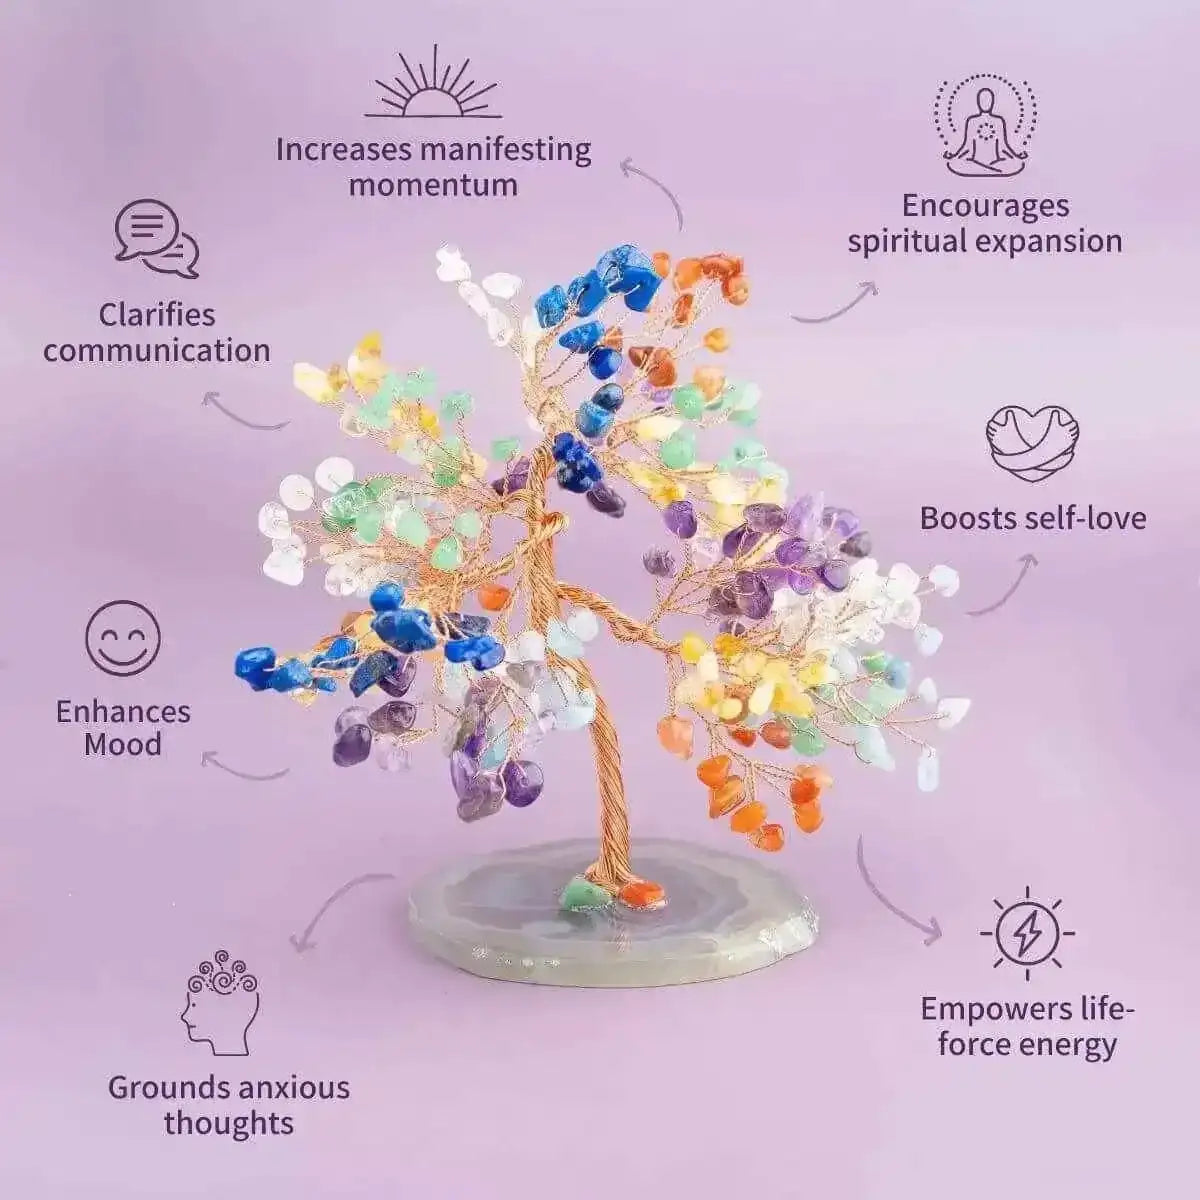 Increases manifesting
momentum
Encourages
spiritual expansion
Clarifies
communication
Boosts self-love
Enhances
Mood
Empowers life-
force energy
Grounds anxious
thoughts